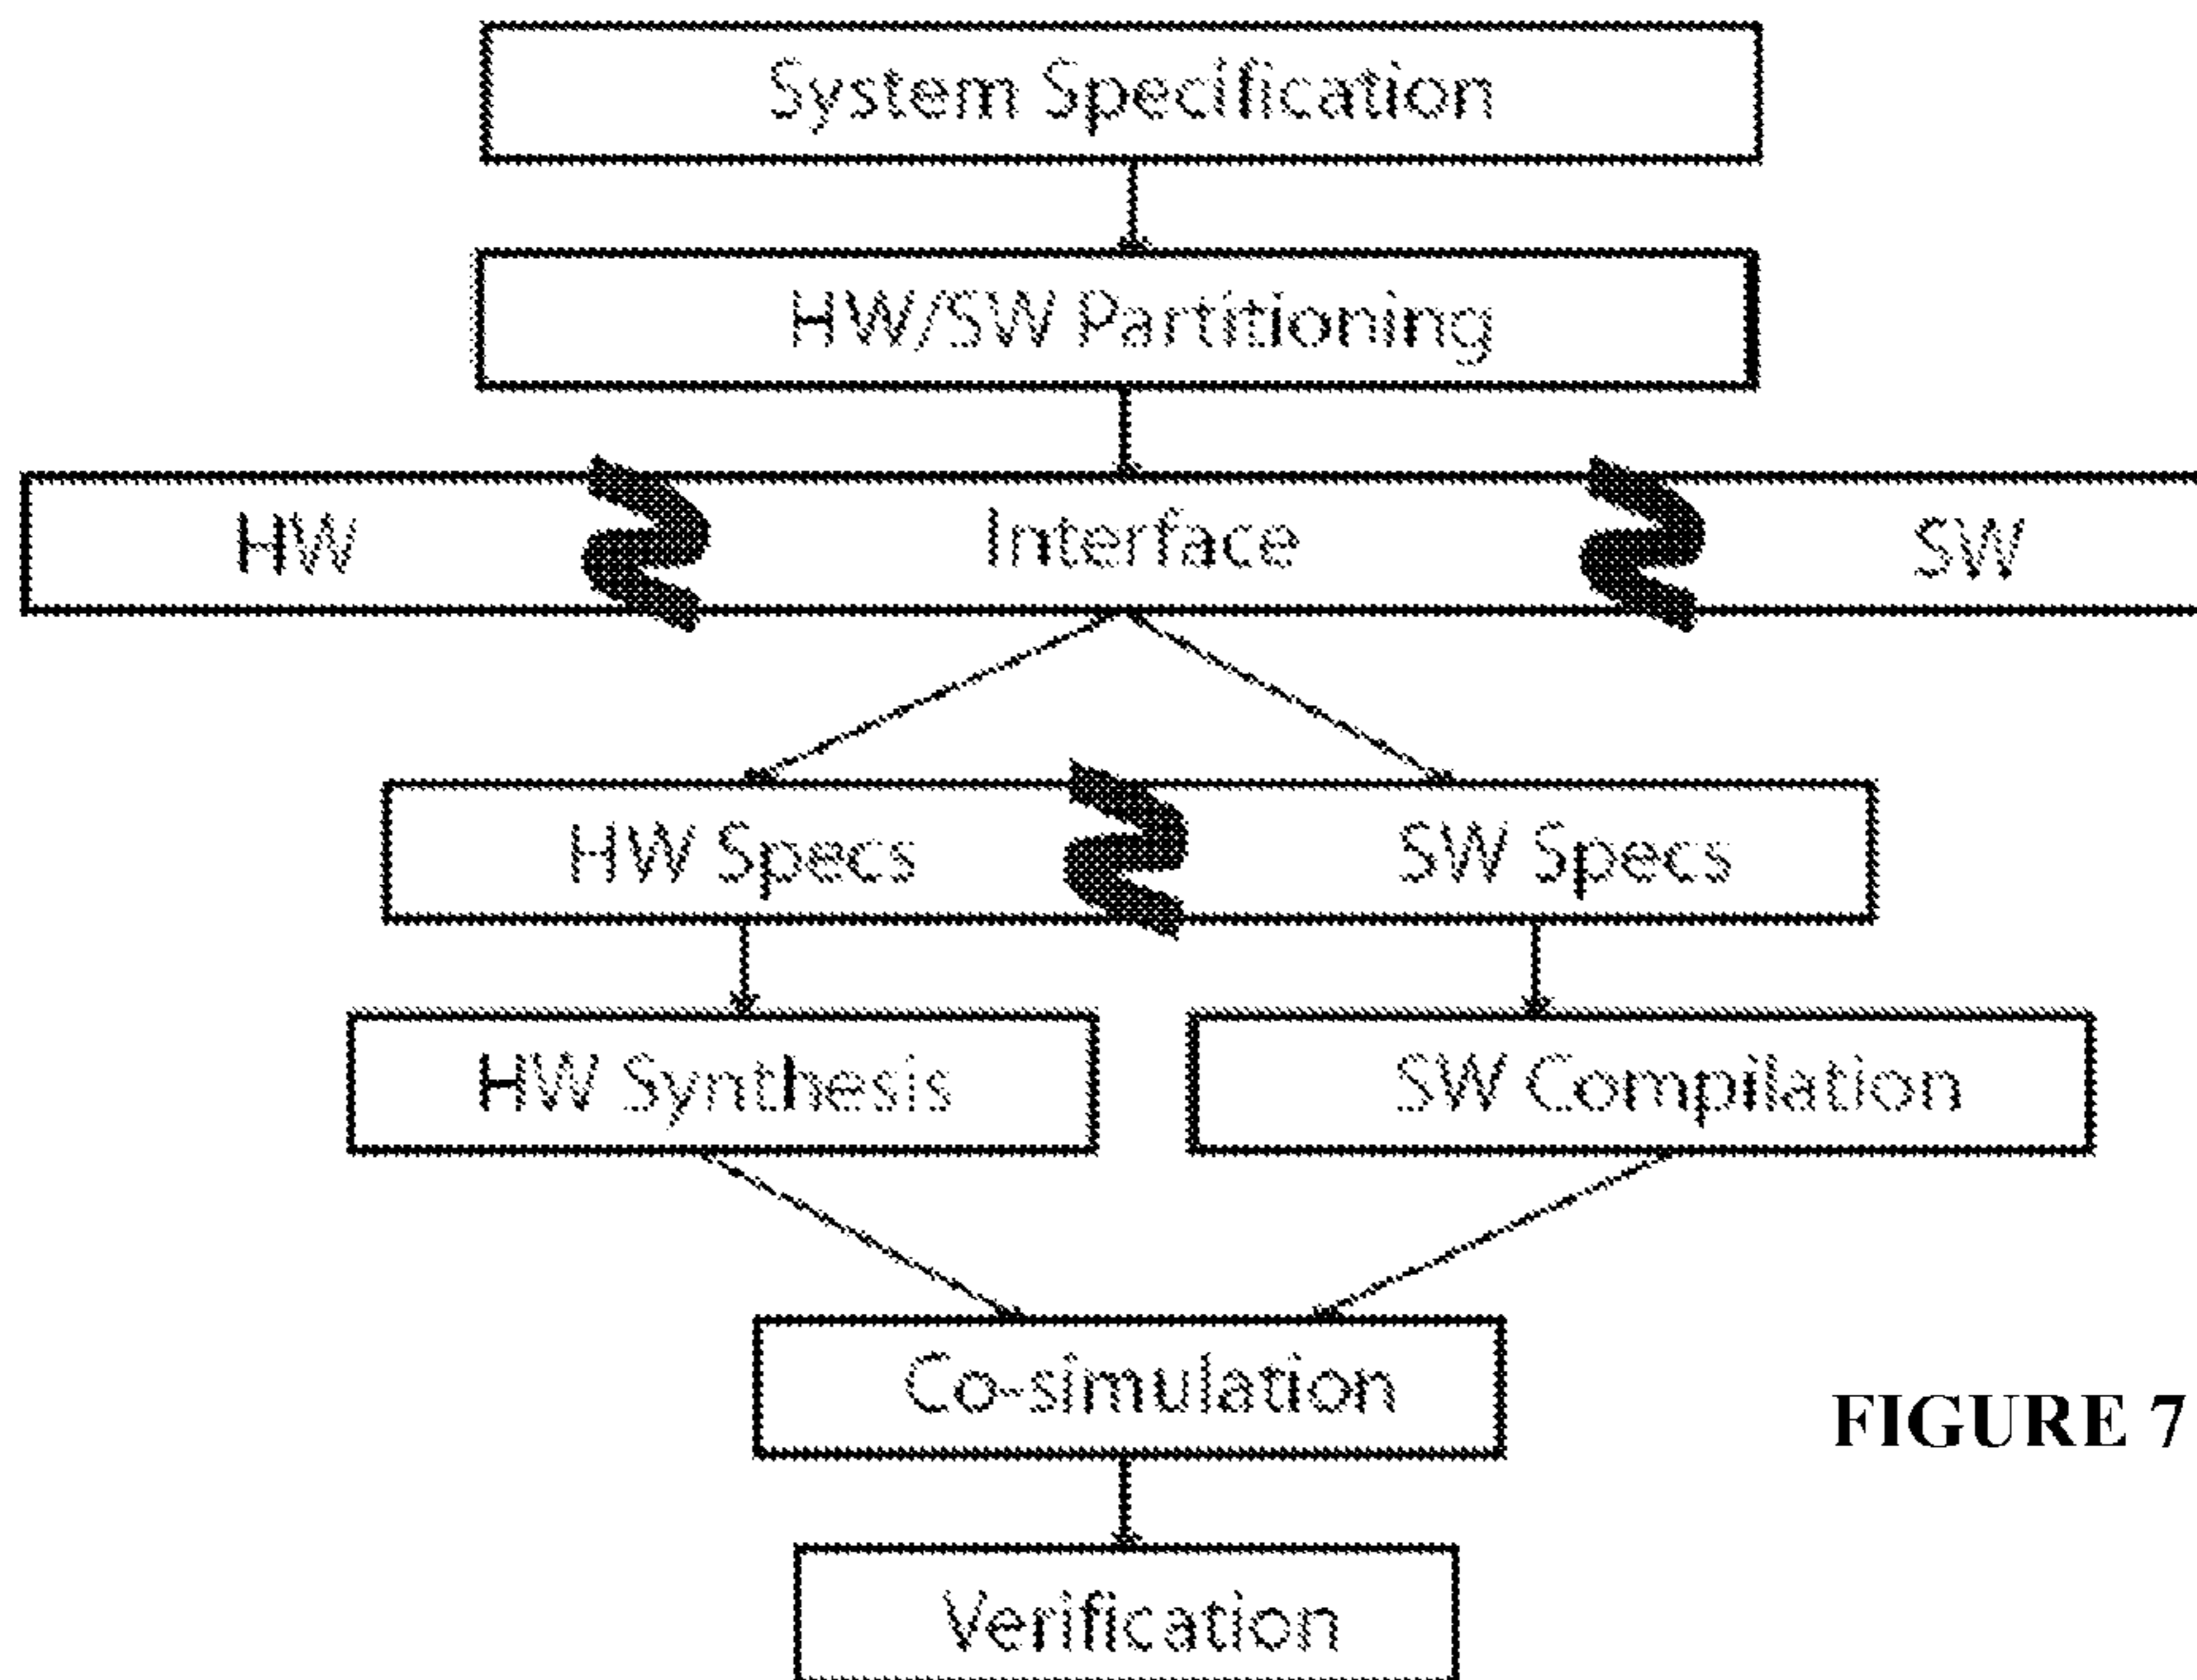 System Specification
HW/SW Partitioning
HW Interface SW
HW Specs SW Specs
HW Synthesis SW Compilation
Co-simulation
FIGURE 7
Verification